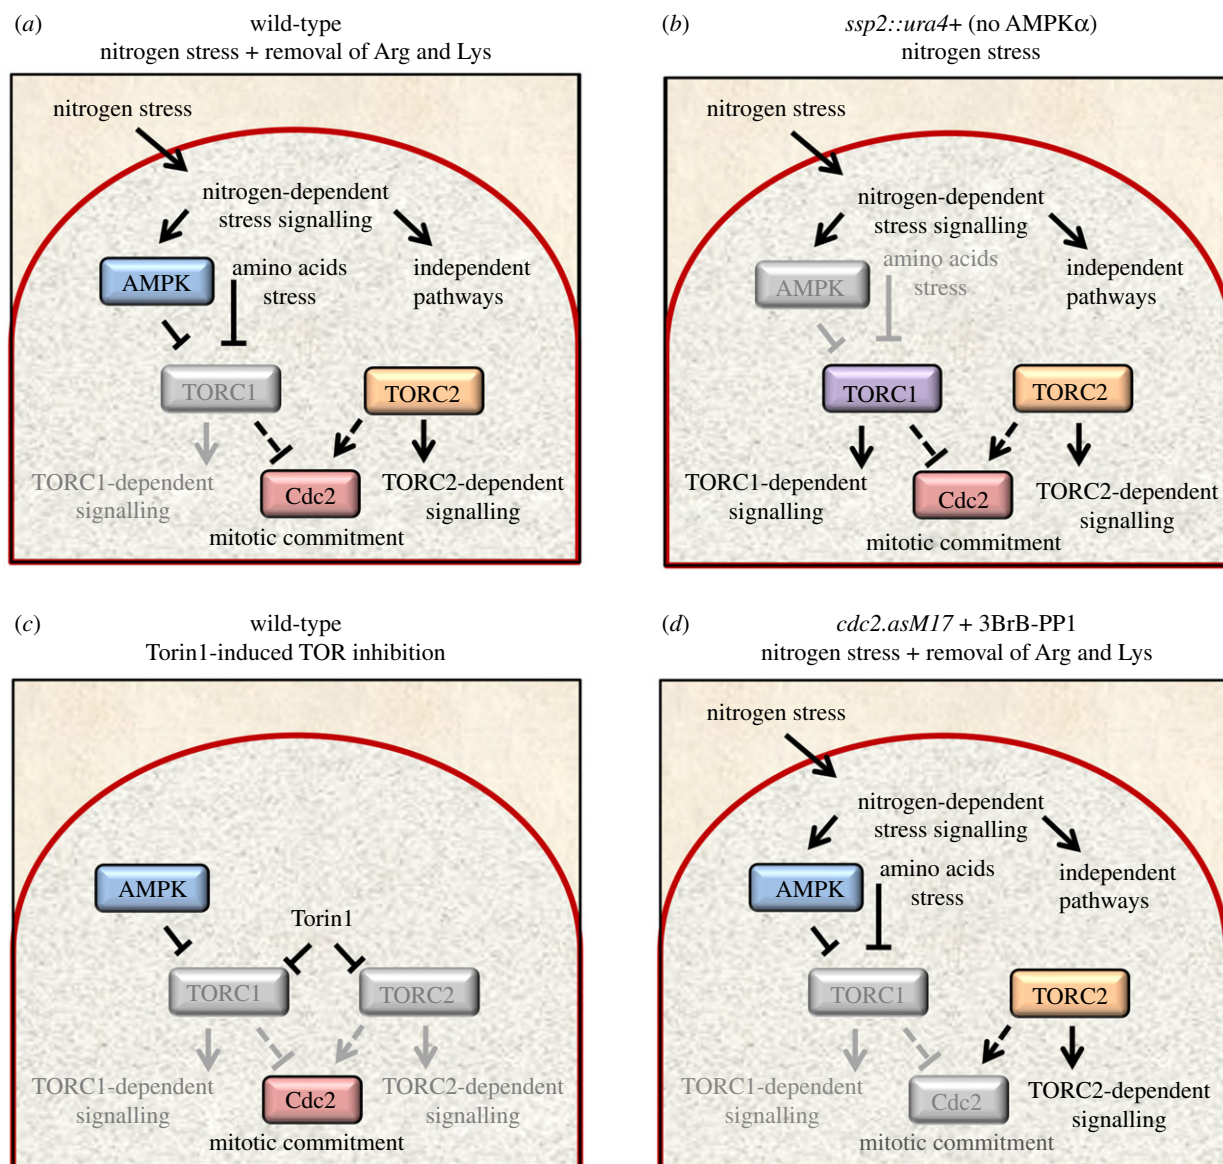 (a)
wild-type
nitrogen stress + removal of Arg and Lys
nitrogen stress
nitrogen-dependent
stress signalling
AMPK
amino acids
stress
independent
pathways
TORC1
TORC2
TORC1-dependent
signalling
Cdc2
TORC2-dependent
signalling
mitotic commitment
(b)
ssp2::ura4+ (no AMPKα)
nitrogen stress
nitrogen stress
nitrogen-dependent
stress signalling
amino acids
stress
AMPK
independent
pathways
TORC1
TORC2
TORC1-dependent
signalling
Cdc2
TORC2-dependent
signalling
mitotic commitment
(c)
wild-type
Torin1-induced TOR inhibition
AMPK
Torin1
TORC1
TORC2
TORC1-dependent
signalling
Cdc2
TORC2-dependent
signalling
mitotic commitment
(d)
cdc2.asM17 + 3BrB-PP1
nitrogen stress + removal of Arg and Lys
nitrogen stress
nitrogen-dependent
stress signalling
AMPK
amino acids
stress
independent
pathways
TORC1
TORC2
TORC1-dependent
signalling
Cdc2
TORC2-dependent
signalling
mitotic commitment